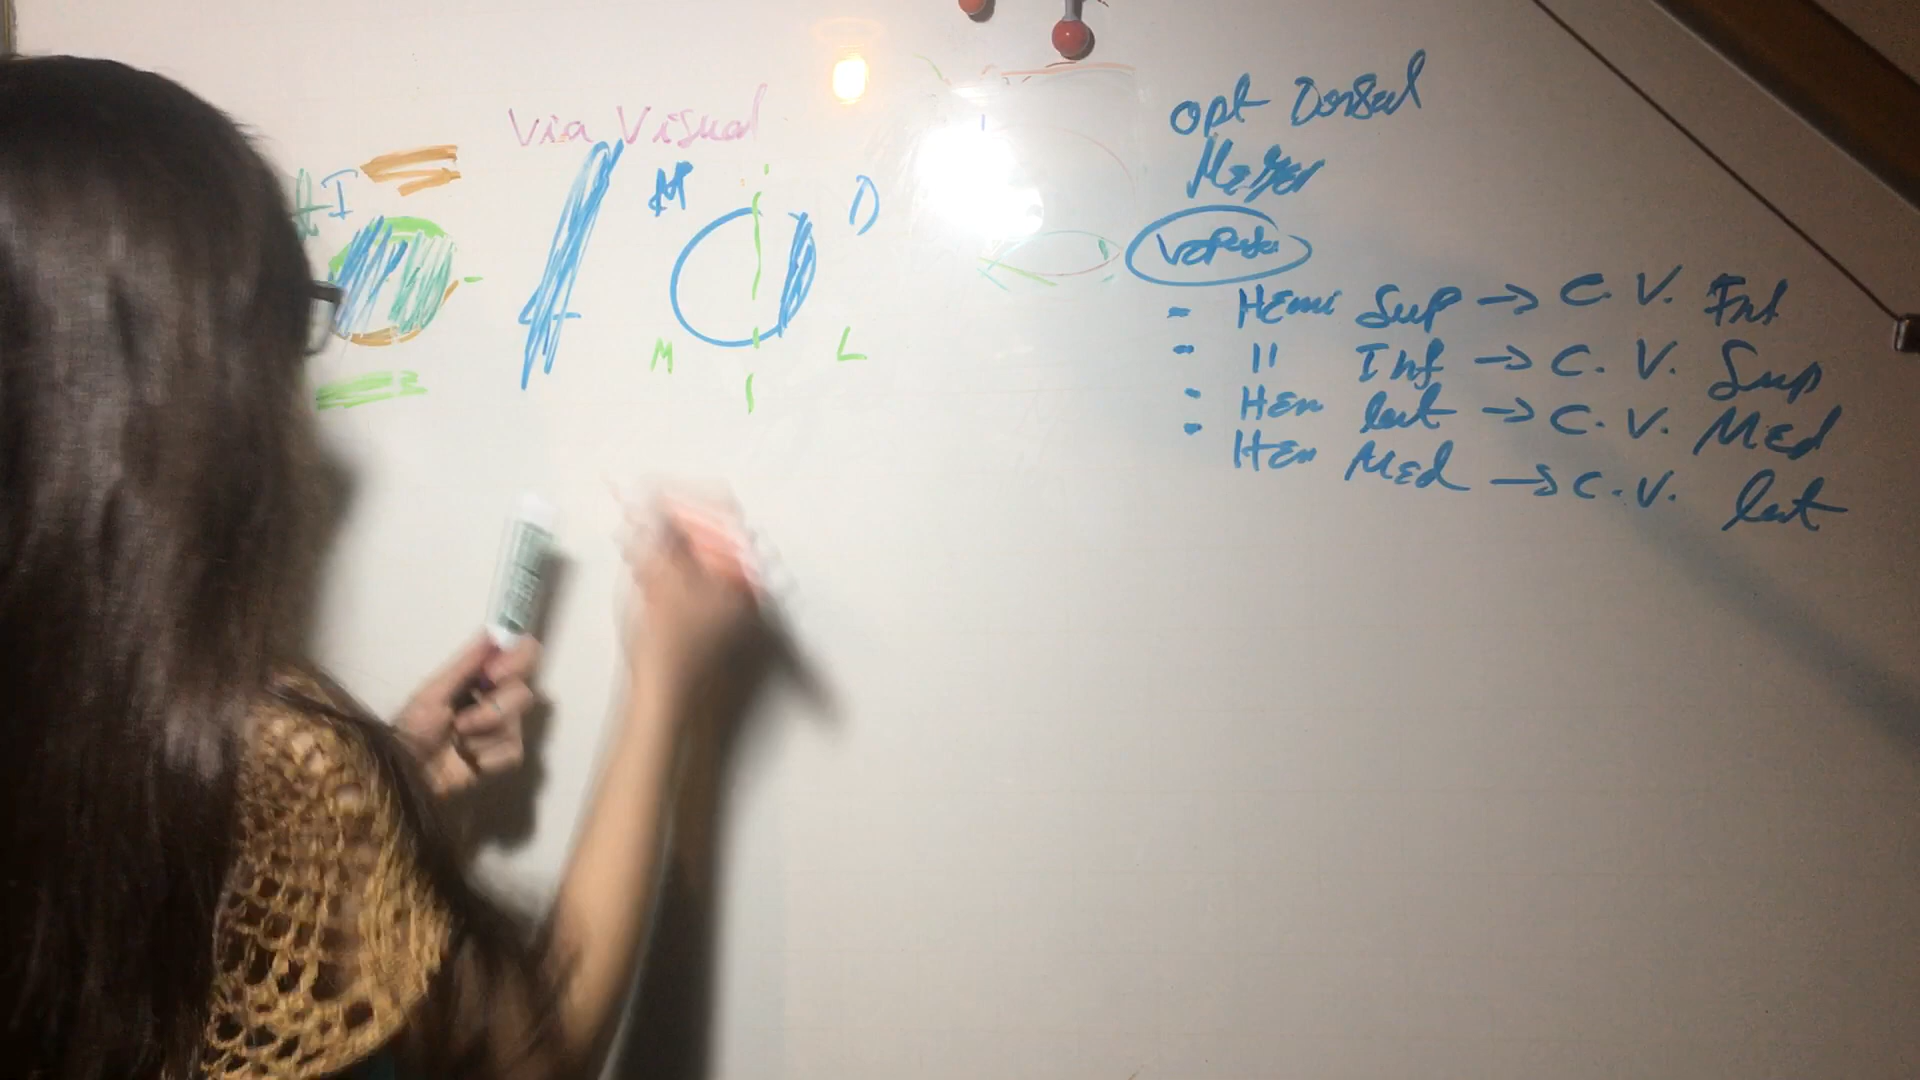 Via Visual
I
M D
M L
opt Dorsal
Meyer
- Hemi Sup → C. V. Inf
- " Inf → C. V. Sup
- Hem lat → C. V. Med
- Hem Med → C. V. lat